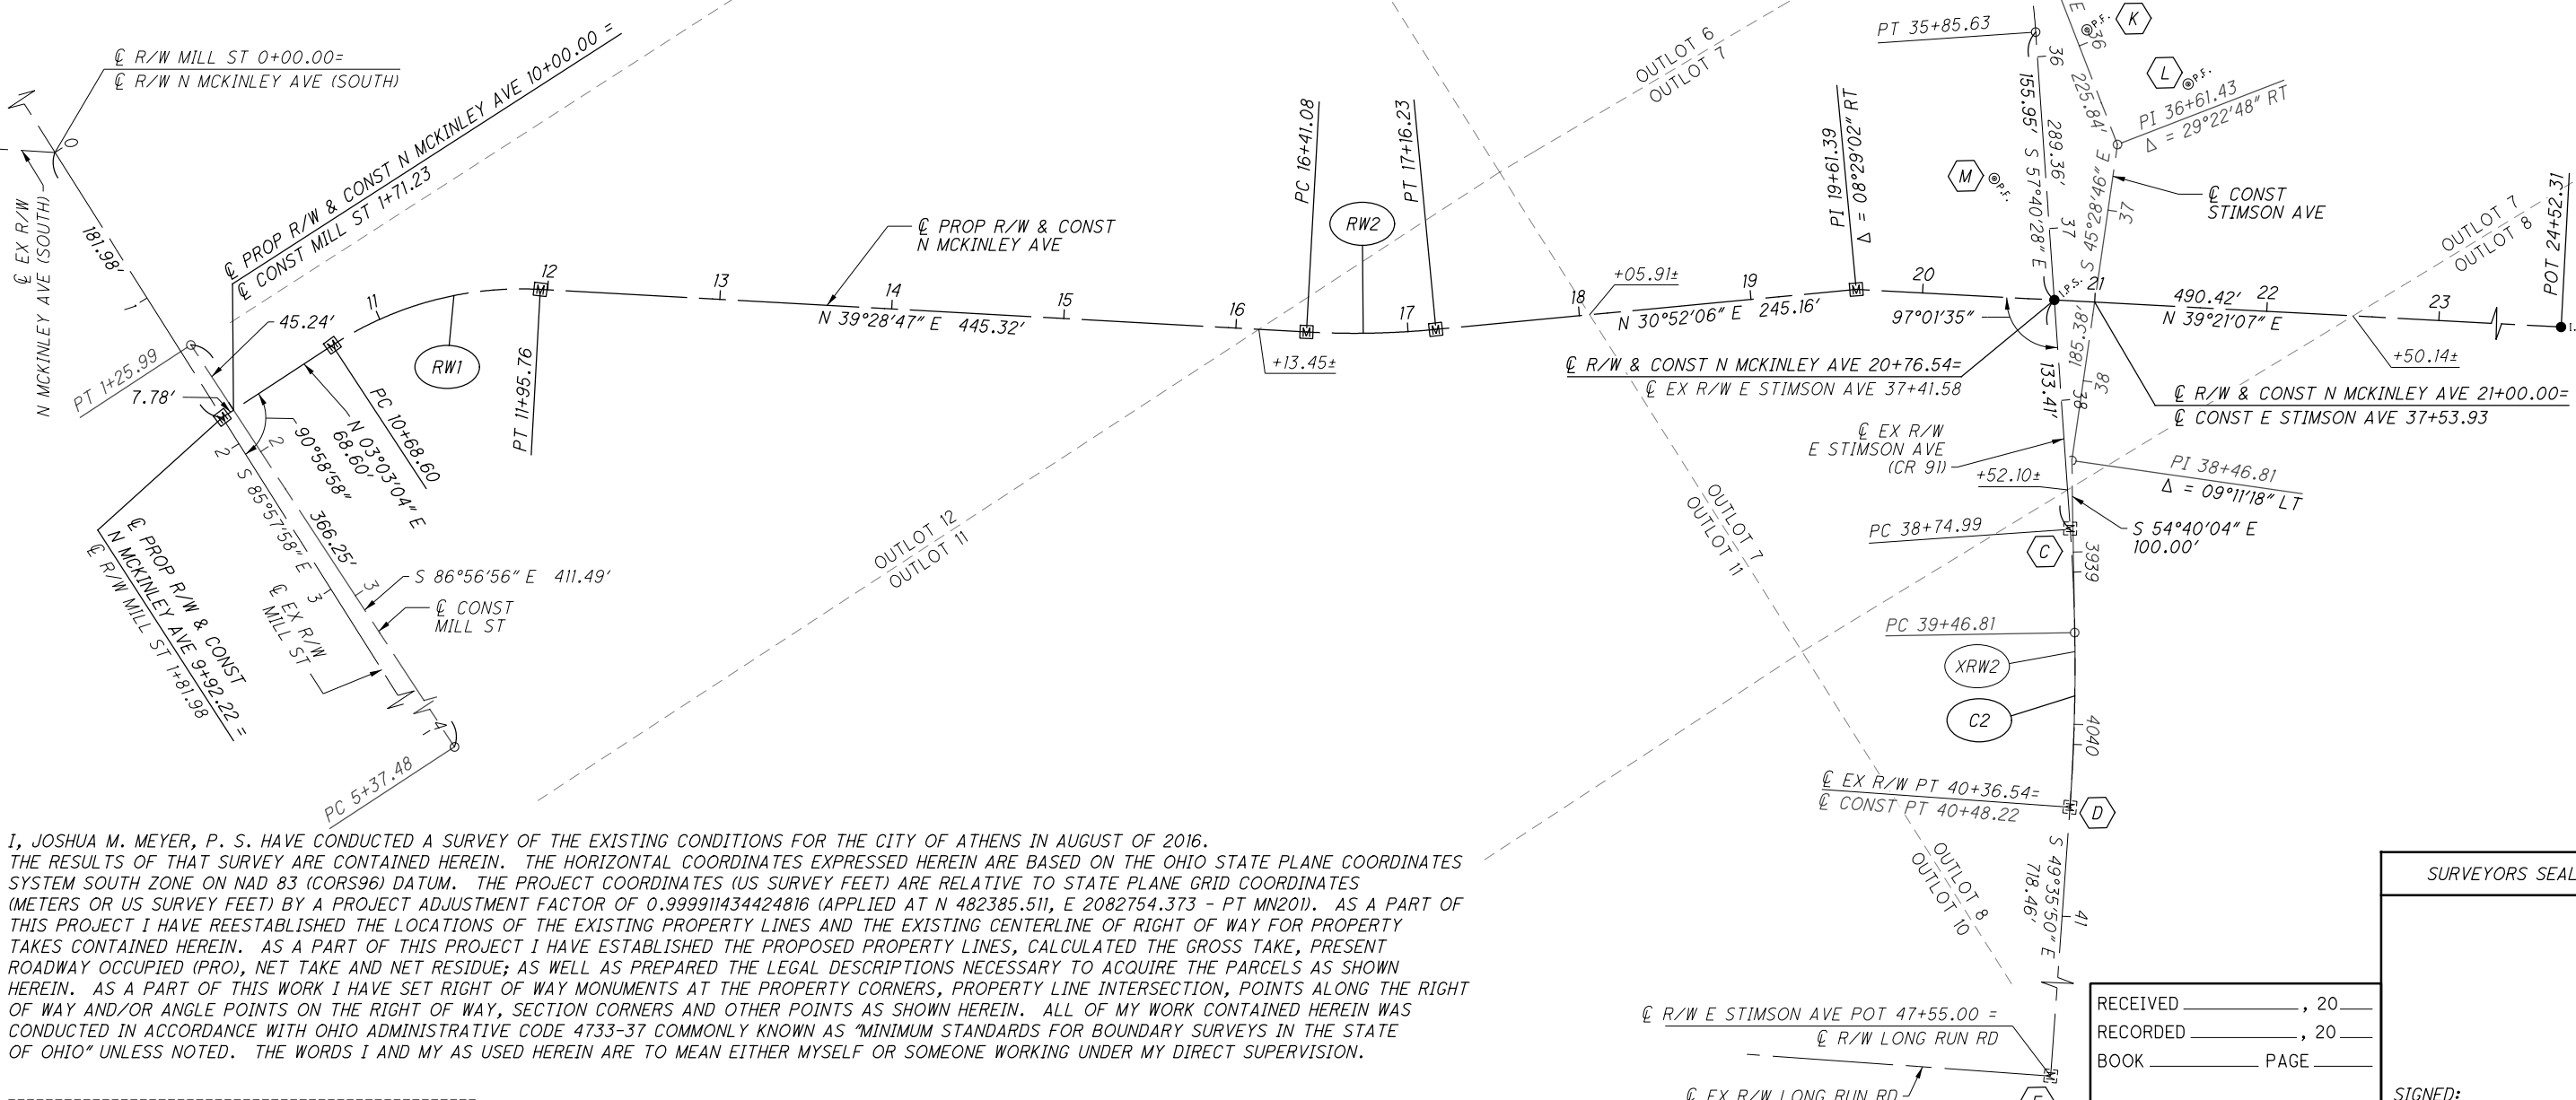 ℄ R/W MILL ST 0+00.00=
℄ R/W N MCKINLEY AVE (SOUTH)
0
℄ EX R/W
N MCKINLEY AVE (SOUTH)
181.98'
1
℄ PROP R/W & CONST N MCKINLEY AVE 10+00.00 =
℄ CONST MILL ST 1+71.23
PT 1+25.99
45.24'
7.78'
2
2
90°58'58"
N 03°03'04" E
68.60'
PC 10+68.60
11
RW1
PT 11+95.76
12
13
14
15
16
℄ PROP R/W & CONST
N MCKINLEY AVE
N 39°28'47" E 445.32'
S 85°57'58" E
366.25'
3
3
S 86°56'56" E 411.49'
℄ CONST
MILL ST
℄ EX R/W
MILL ST
℄ PROP R/W & CONST
N MCKINLEY AVE 9+92.22 =
℄ R/W MILL ST 1+81.98
4
PC 5+37.48
OUTLOT 12
OUTLOT 11
PC 16+41.08
RW2
PT 17+16.23
17
+13.45±
18
+05.91±
19
N 30°52'06" E 245.16'
OUTLOT 6
OUTLOT 7
PI 19+61.39
Δ = 08°29'02" RT
20
PT 35+85.63
36
155.95' S 57°40'28" E
289.36'
37
E
36
P.F.
K
225.84'
L
P.F.
PI 36+61.43
Δ = 29°22'48" RT
M
P.F.
S 45°28'46" E
37
℄ CONST
STIMSON AVE
I.P.S.
21
490.42'
22
23
N 39°21'07" E
OUTLOT 7
OUTLOT 8
POT 24+52.31
97°01'35"
185.38'
133.41'
38
38
+50.14±
℄ R/W & CONST N MCKINLEY AVE 20+76.54=
℄ EX R/W E STIMSON AVE 37+41.58
℄ R/W & CONST N MCKINLEY AVE 21+00.00=
℄ CONST E STIMSON AVE 37+53.93
℄ EX R/W
E STIMSON AVE
(CR 91)
+52.10±
PI 38+46.81
Δ = 09°11'18" LT
S 54°40'04" E
100.00'
OUTLOT 7
OUTLOT 11
PC 38+74.99
C
39
39
PC 39+46.81
XRW2
C2
40
40
℄ EX R/W PT 40+36.54=
℄ CONST PT 40+48.22
D
S 49°35'50" E
718.46'
41
OUTLOT 8
OUTLOT 10
℄ R/W E STIMSON AVE POT 47+55.00 =
℄ R/W LONG RUN RD
℄ EX R/W LONG RUN RD
I, JOSHUA M. MEYER, P. S. HAVE CONDUCTED A SURVEY OF THE EXISTING CONDITIONS FOR THE CITY OF ATHENS IN AUGUST OF 2016.
THE RESULTS OF THAT SURVEY ARE CONTAINED HEREIN. THE HORIZONTAL COORDINATES EXPRESSED HEREIN ARE BASED ON THE OHIO STATE PLANE COORDINATES
SYSTEM SOUTH ZONE ON NAD 83 (CORS96) DATUM. THE PROJECT COORDINATES (US SURVEY FEET) ARE RELATIVE TO STATE PLANE GRID COORDINATES
(METERS OR US SURVEY FEET) BY A PROJECT ADJUSTMENT FACTOR OF 0.999911434424816 (APPLIED AT N 482385.511, E 2082754.373 - PT MN201). AS A PART OF
THIS PROJECT I HAVE REESTABLISHED THE LOCATIONS OF THE EXISTING PROPERTY LINES AND THE EXISTING CENTERLINE OF RIGHT OF WAY FOR PROPERTY
TAKES CONTAINED HEREIN. AS A PART OF THIS PROJECT I HAVE ESTABLISHED THE PROPOSED PROPERTY LINES, CALCULATED THE GROSS TAKE, PRESENT
ROADWAY OCCUPIED (PRO), NET TAKE AND NET RESIDUE; AS WELL AS PREPARED THE LEGAL DESCRIPTIONS NECESSARY TO ACQUIRE THE PARCELS AS SHOWN
HEREIN. AS A PART OF THIS WORK I HAVE SET RIGHT OF WAY MONUMENTS AT THE PROPERTY CORNERS, PROPERTY LINE INTERSECTION, POINTS ALONG THE RIGHT
OF WAY AND/OR ANGLE POINTS ON THE RIGHT OF WAY, SECTION CORNERS AND OTHER POINTS AS SHOWN HEREIN. ALL OF MY WORK CONTAINED HEREIN WAS
CONDUCTED IN ACCORDANCE WITH OHIO ADMINISTRATIVE CODE 4733-37 COMMONLY KNOWN AS "MINIMUM STANDARDS FOR BOUNDARY SURVEYS IN THE STATE
OF OHIO" UNLESS NOTED. THE WORDS I AND MY AS USED HEREIN ARE TO MEAN EITHER MYSELF OR SOMEONE WORKING UNDER MY DIRECT SUPERVISION.
SURVEYORS SEAL
RECEIVED ________, 20__
RECORDED ________, 20__
BOOK ________ PAGE ____
SIGNED: